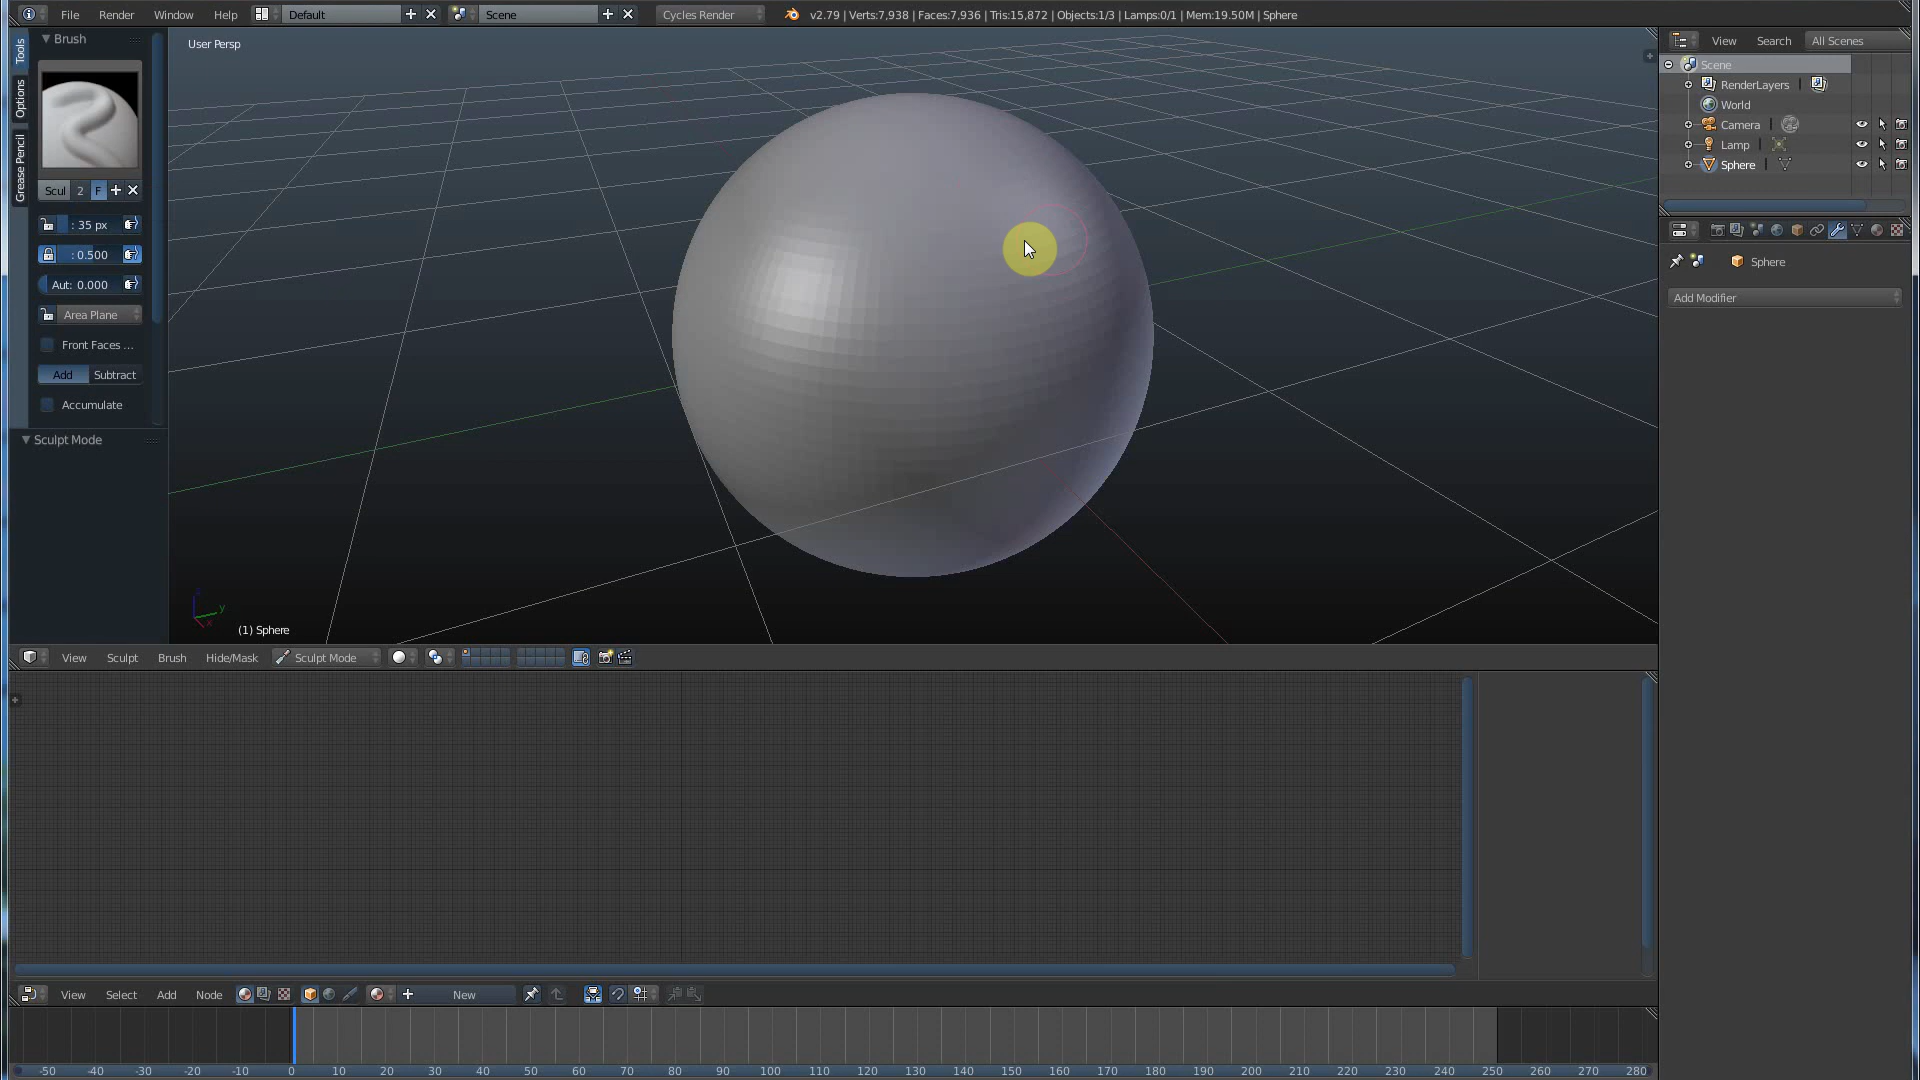 File Render Window Help Default Scene Cycles Render v2.79 | Verts:7,938 | Faces:7,936 | Tris:15,872 | Objects:1/3 | Lamps:0/1 | Mem:19.50M | Sphere
Tools
Options
Grease Pencil
Brush
Scul 2 F
: 35 px
: 0.500
Aut: 0.000
Area Plane
Front Faces ...
Add Subtract
Accumulate
Sculpt Mode
User Persp
z
y
x
(1) Sphere
View Search All Scenes
Scene
RenderLayers
World
Camera
Lamp
Sphere
Sphere
Add Modifier
View Sculpt Brush Hide/Mask Sculpt Mode
View Select Add Node New
-50 -40 -30 -20 -10 0 10 20 30 40 50 60 70 80 90 100 110 120 130 140 150 160 170 180 190 200 210 220 230 240 250 260 270 280